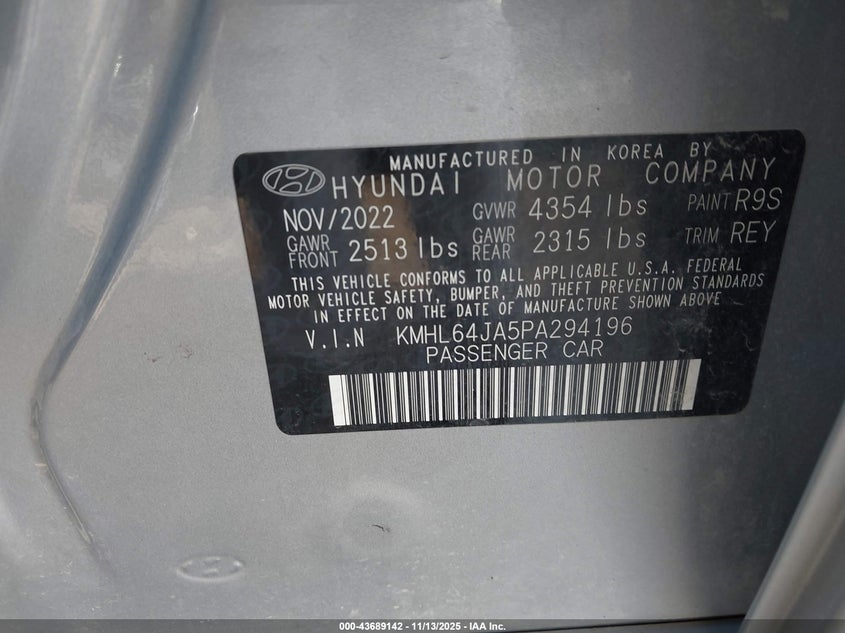 MANUFACTURED IN KOREA BY
HYUNDAI MOTOR COMPANY
NOV/2022 GVWR 4354 lbs PAINT R9S
GAWR FRONT 2513 lbs GAWR REAR 2315 lbs TRIM REY
THIS VEHICLE CONFORMS TO ALL APPLICABLE U.S.A. FEDERAL
MOTOR VEHICLE SAFETY, BUMPER, AND THEFT PREVENTION STANDARDS
IN EFFECT ON THE DATE OF MANUFACTURE SHOWN ABOVE
V.I.N KMHL64JA5PA294196
PASSENGER CAR
000-43689142 - 11/13/2025 - IAA Inc.